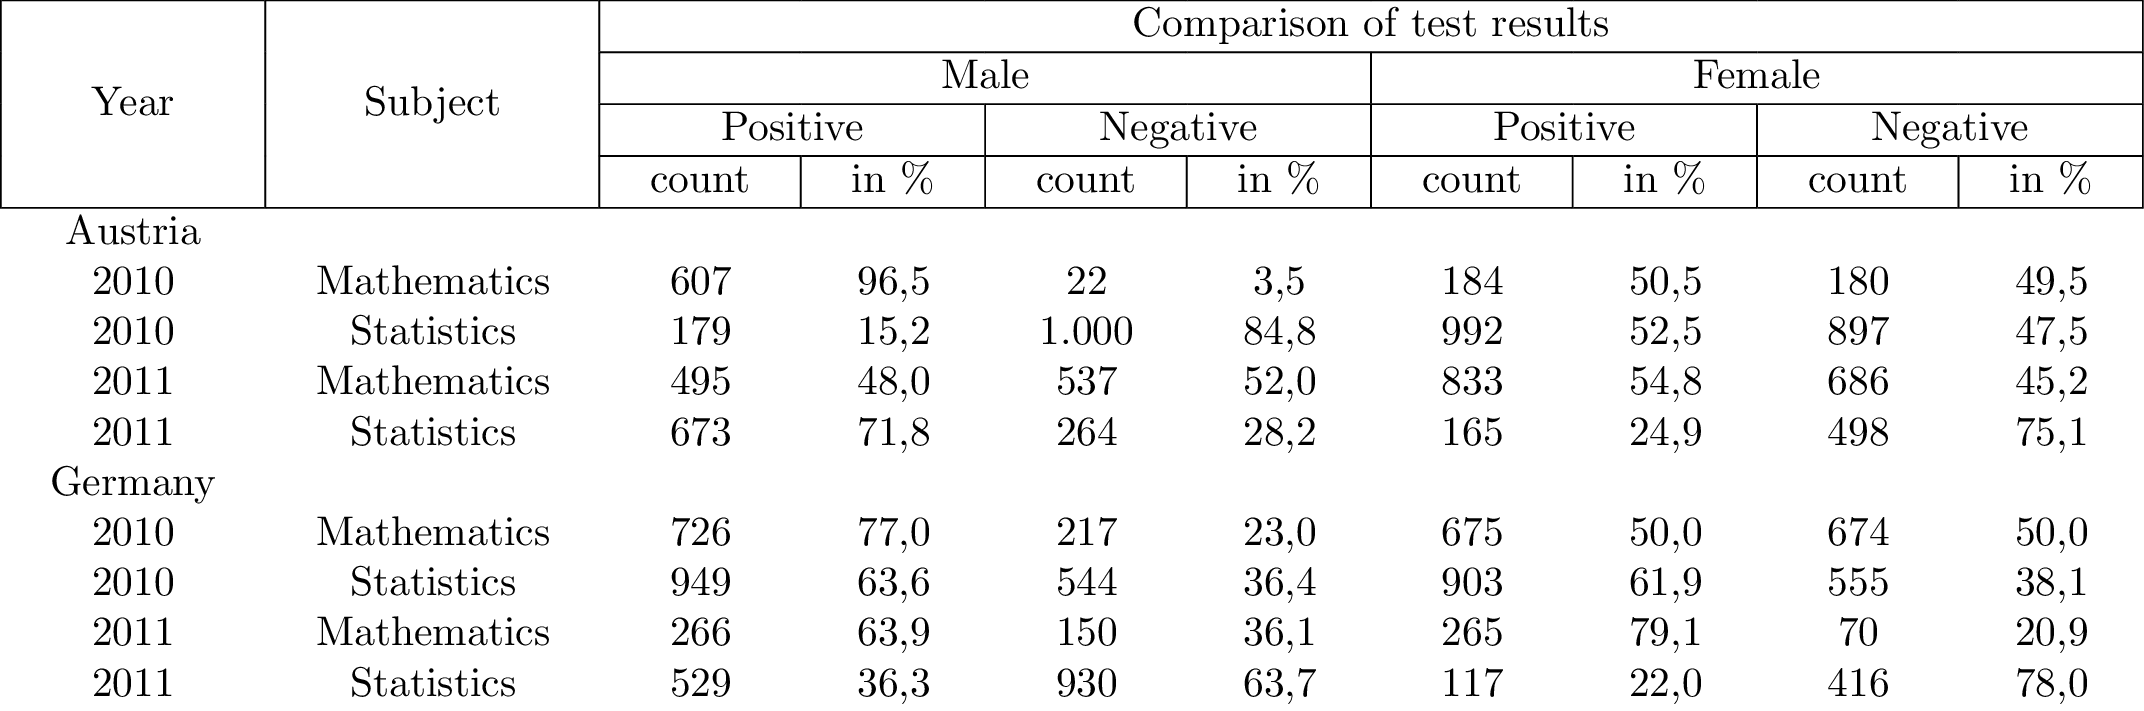 Comparison of test results
Male Female
Year Subject
Positive Negative Positive Negative
count in % count in % count in % count in %
Austria
2010 Mathematics 607 96,5 22 3,5 184 50,5 180 49,5
2010 Statistics 179 15,2 1.000 84,8 992 52,5 897 47,5
2011 Mathematics 495 48,0 537 52,0 833 54,8 686 45,2
2011 Statistics 673 71,8 264 28,2 165 24,9 498 75,1
Germany
2010 Mathematics 726 77,0 217 23,0 675 50,0 674 50,0
2010 Statistics 949 63,6 544 36,4 903 61,9 555 38,1
2011 Mathematics 266 63,9 150 36,1 265 79,1 70 20,9
2011 Statistics 529 36,3 930 63,7 117 22,0 416 78,0